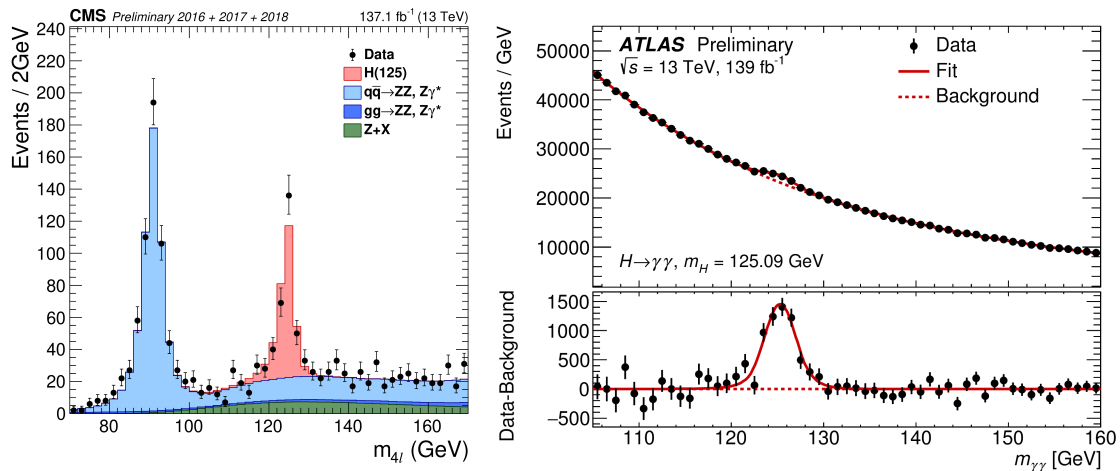 CMS Preliminary 2016 + 2017 + 2018 137.1 fb⁻¹ (13 TeV)
Events / 2GeV
240
220
200
180
160
140
120
100
80
60
40
20
0
Data
H(125)
qq̅→ZZ, Zγ*
gg→ZZ, Zγ*
Z+X
80 100 120 140 160
m₄ₗ (GeV)
Events / GeV
50000
40000
30000
20000
10000
ATLAS Preliminary
√s = 13 TeV, 139 fb⁻¹
Data
Fit
Background
H→γγ, m_H = 125.09 GeV
Data-Background
1500
1000
500
0
−500
110 120 130 140 150 160
m_γγ [GeV]